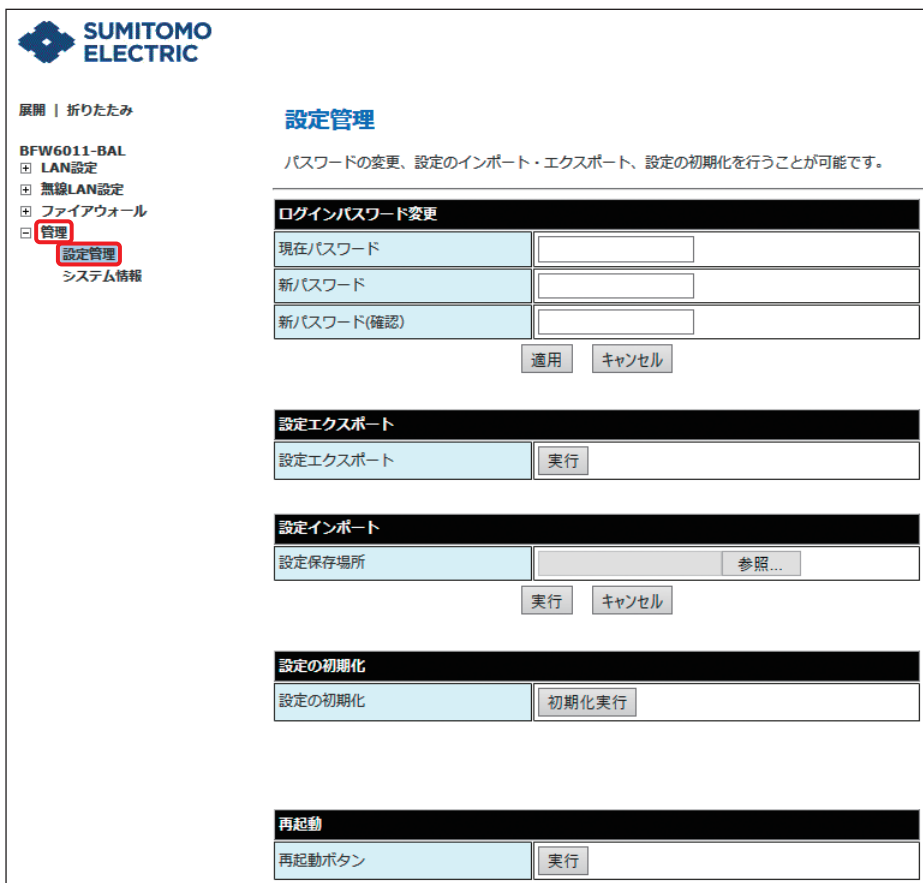 SUMITOMO
ELECTRIC
展開 | 折りたたみ
BFW6011-BAL
LAN設定
無線LAN設定
ファイアウォール
管理
設定管理
システム情報
設定管理
パスワードの変更、設定のインポート・エクスポート、設定の初期化を行うことが可能です。
ログインパスワード変更
現在パスワード
新パスワード
新パスワード(確認)
適用 キャンセル
設定エクスポート
設定エクスポート 実行
設定インポート
設定保存場所 参照...
実行 キャンセル
設定の初期化
設定の初期化 初期化実行
再起動
再起動ボタン 実行